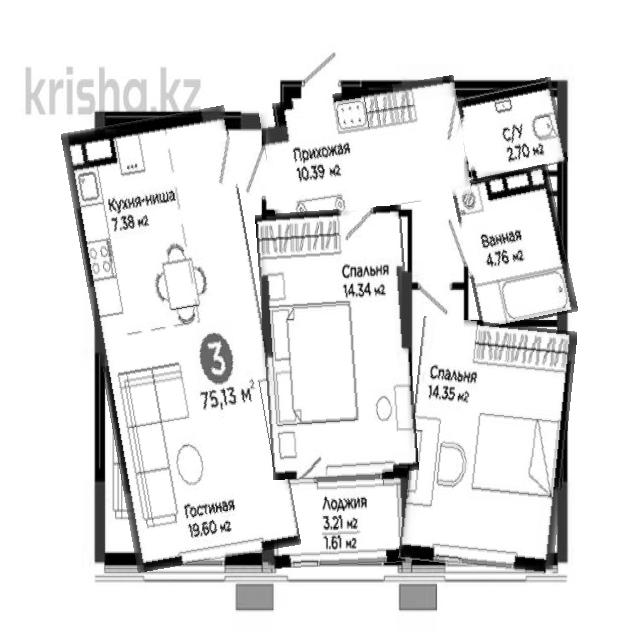 krisha.kz
Прихожая
10.39 м2
С/У
2.70 м2
Кухня-ниша
7.38 м2
Ванная
4.76 м2
Спальня
14.34 м2
3
75,13 м²
Спальня
14.35 м2
Гостиная
19.60 м2
Лоджия
3.21 м2
1.61 м2